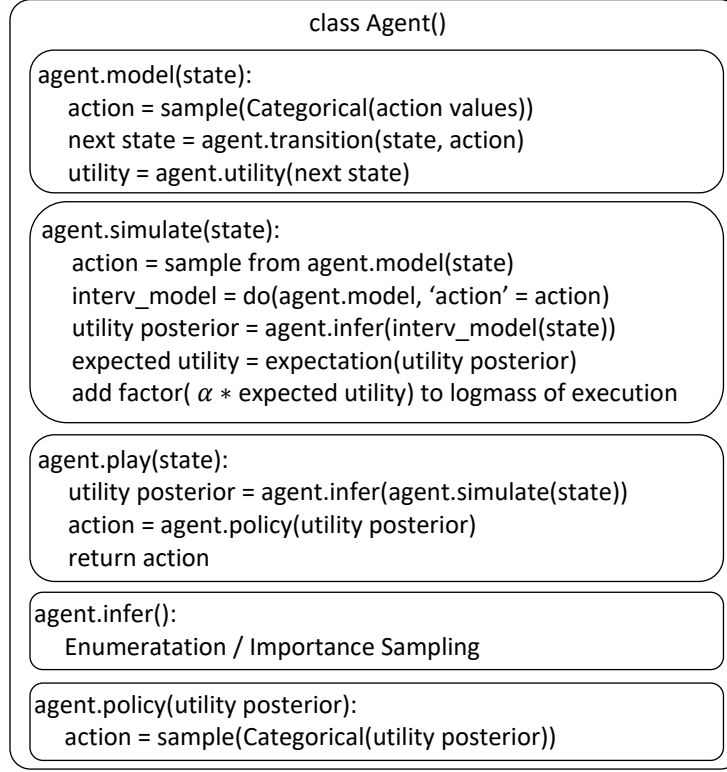 class Agent()
agent.model(state):
action = sample(Categorical(action values))
next state = agent.transition(state, action)
utility = agent.utility(next state)
agent.simulate(state):
action = sample from agent.model(state)
interv_model = do(agent.model, ‘action’ = action)
utility posterior = agent.infer(interv_model(state))
expected utility = expectation(utility posterior)
add factor( 𝛼 ∗ expected utility) to logmass of execution
agent.play(state):
utility posterior = agent.infer(agent.simulate(state))
action = agent.policy(utility posterior)
return action
agent.infer():
Enumeratation / Importance Sampling
agent.policy(utility posterior):
action = sample(Categorical(utility posterior))